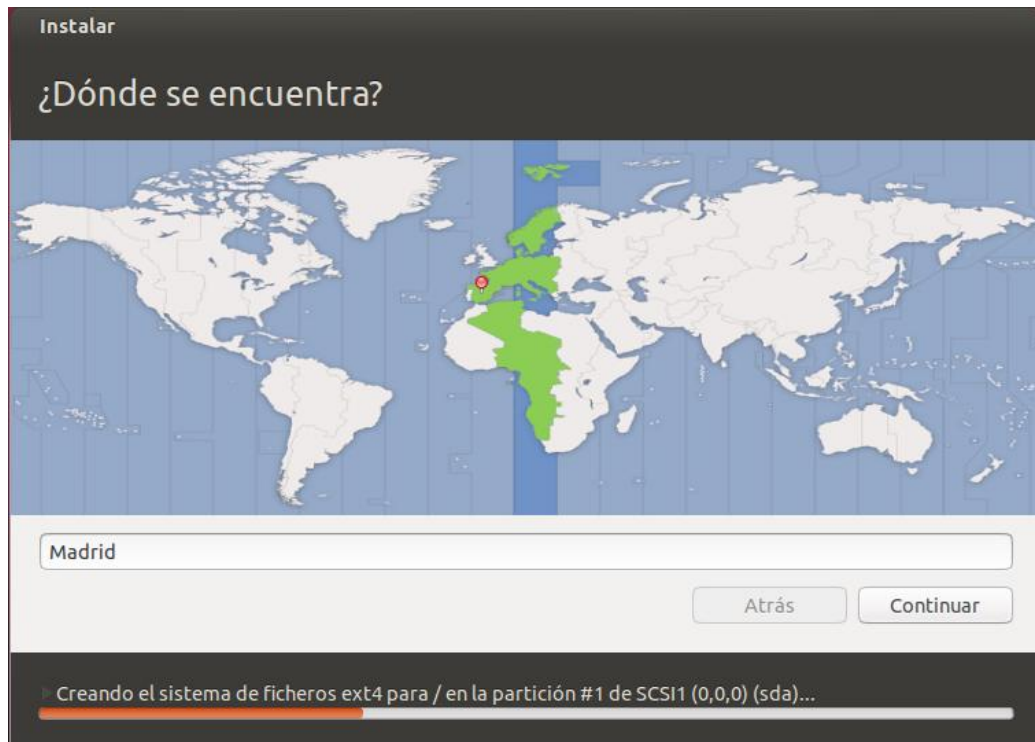 Instalar
¿Dónde se encuentra?
Madrid
Atrás
Continuar
Creando el sistema de ficheros ext4 para / en la partición #1 de SCSI1 (0,0,0) (sda)...